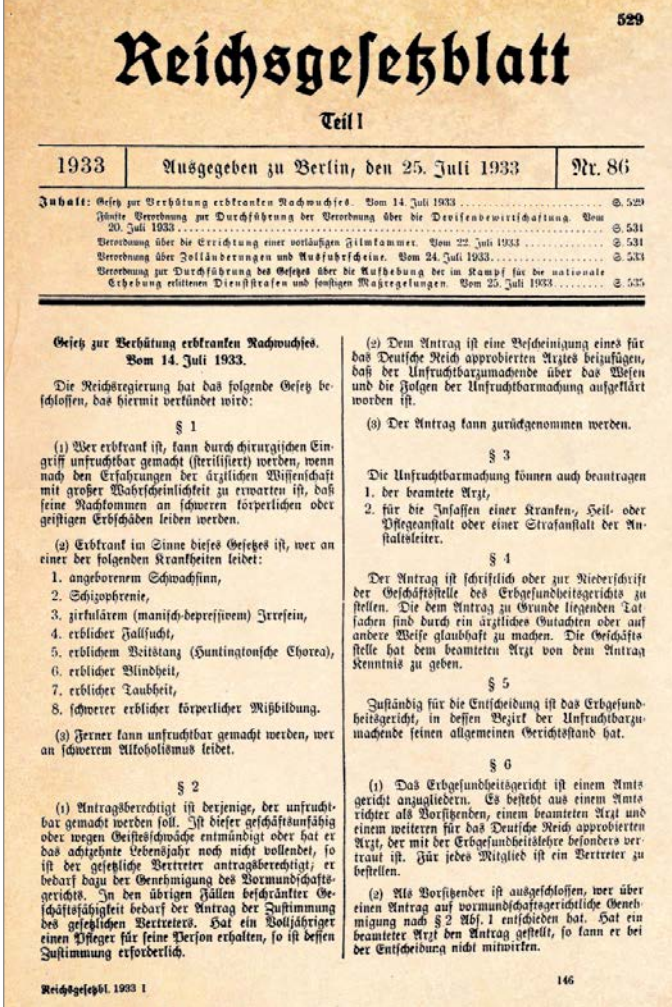 529
Reichsgesetzblatt
Teil I
1933 Ausgegeben zu Berlin, den 25. Juli 1933 Nr. 86
Inhalt: Gesetz zur Verhütung erbkranken Nachwuchses. Vom 14. Juli 1933 ........................ S. 529
Fünfte Verordnung zur Durchführung der Verordnung über die Devisenbewirtschaftung. Vom
20. Juli 1933 ........................ S. 531
Verordnung über die Errichtung einer vorläufigen Filmkammer. Vom 22. Juli 1933 ............ S. 531
Verordnung über Zolländerungen und Ausfuhrscheine. Vom 24. Juli 1933 ............ S. 533
Verordnung zur Durchführung des Gesetzes über die Aufhebung der im Kampf für die nationale
Erhebung erlittenen Dienststrafen und sonstigen Maßregelungen. Vom 25. Juli 1933 ......... S. 535
Gesetz zur Verhütung erbkranken Nachwuchses.
Vom 14. Juli 1933.
Die Reichsregierung hat das folgende Gesetz be-
schlossen, das hiermit verkündet wird:
§ 1
(1) Wer erbkrank ist, kann durch chirurgischen Ein-
griff unfruchtbar gemacht (sterilisiert) werden, wenn
nach den Erfahrungen der ärztlichen Wissenschaft
mit großer Wahrscheinlichkeit zu erwarten ist, daß
seine Nachkommen an schweren körperlichen oder
geistigen Erbschäden leiden werden.
(2) Erbkrank im Sinne dieses Gesetzes ist, wer an
einer der folgenden Krankheiten leidet:
1. angeborenem Schwachsinn,
2. Schizophrenie,
3. zirkulärem (manisch-depressivem) Irresein,
4. erblicher Fallsucht,
5. erblichem Veitstanz (Huntingtonsche Chorea),
6. erblicher Blindheit,
7. erblicher Taubheit,
8. schwerer erblicher körperlicher Mißbildung.
(3) Ferner kann unfruchtbar gemacht werden, wer
an schwerem Alkoholismus leidet.
§ 2
(1) Antragsberechtigt ist derjenige, der unfrucht-
bar gemacht werden soll. Ist dieser geschäftsunfähig
oder wegen Geistesschwäche entmündigt oder hat er
das achtzehnte Lebensjahr noch nicht vollendet, so
ist der gesetzliche Vertreter antragsberechtigt; er
bedarf dazu der Genehmigung des Vormundschafts-
gerichts. In den übrigen Fällen beschränkter Ge-
schäftsfähigkeit bedarf der Antrag der Zustimmung
des gesetzlichen Vertreters. Hat ein Volljähriger
einen Pfleger für seine Person erhalten, so ist dessen
Zustimmung erforderlich.
(2) Dem Antrag ist eine Bescheinigung eines für
das Deutsche Reich approbierten Arztes beizufügen,
daß der Unfruchtbarzumachende über das Wesen
und die Folgen der Unfruchtbarmachung aufgeklärt
worden ist.
(3) Der Antrag kann zurückgenommen werden.
§ 3
Die Unfruchtbarmachung können auch beantragen
1. der beamtete Arzt,
2. für die Insassen einer Kranken-, Heil- oder
Pflegeanstalt oder einer Strafanstalt der An-
staltsleiter.
§ 4
Der Antrag ist schriftlich oder zur Niederschrift
der Geschäftsstelle des Erbgesundheitsgerichts zu
stellen. Die dem Antrag zu Grunde liegenden Tat-
sachen sind durch ein ärztliches Gutachten oder auf
andere Weise glaubhaft zu machen. Die Geschäfts
stelle hat dem beamteten Arzt von dem Antrag
Kenntnis zu geben.
§ 5
Zuständig für die Entscheidung ist das Erbgesund-
heitsgericht, in dessen Bezirk der Unfruchtbarzu-
machende seinen allgemeinen Gerichtsstand hat.
§ 6
(1) Das Erbgesundheitsgericht ist einem Amts
gericht anzugliedern. Es besteht aus einem Amts
richter als Vorsitzenden, einem beamteten Arzt und
einem weiteren für das Deutsche Reich approbierten
Arzt, der mit der Erbgesundheitslehre besonders ver
traut ist. Für jedes Mitglied ist ein Vertreter zu
bestellen.
(2) Als Vorsitzender ist ausgeschlossen, wer über
einen Antrag auf vormundschaftsgerichtliche Geneh-
migung nach § 2 Abs. 1 entschieden hat. Hat ein
beamteter Arzt den Antrag gestellt, so kann er bei
der Entscheidung nicht mitwirken.
Reichsgesetzbl. 1933 I
146